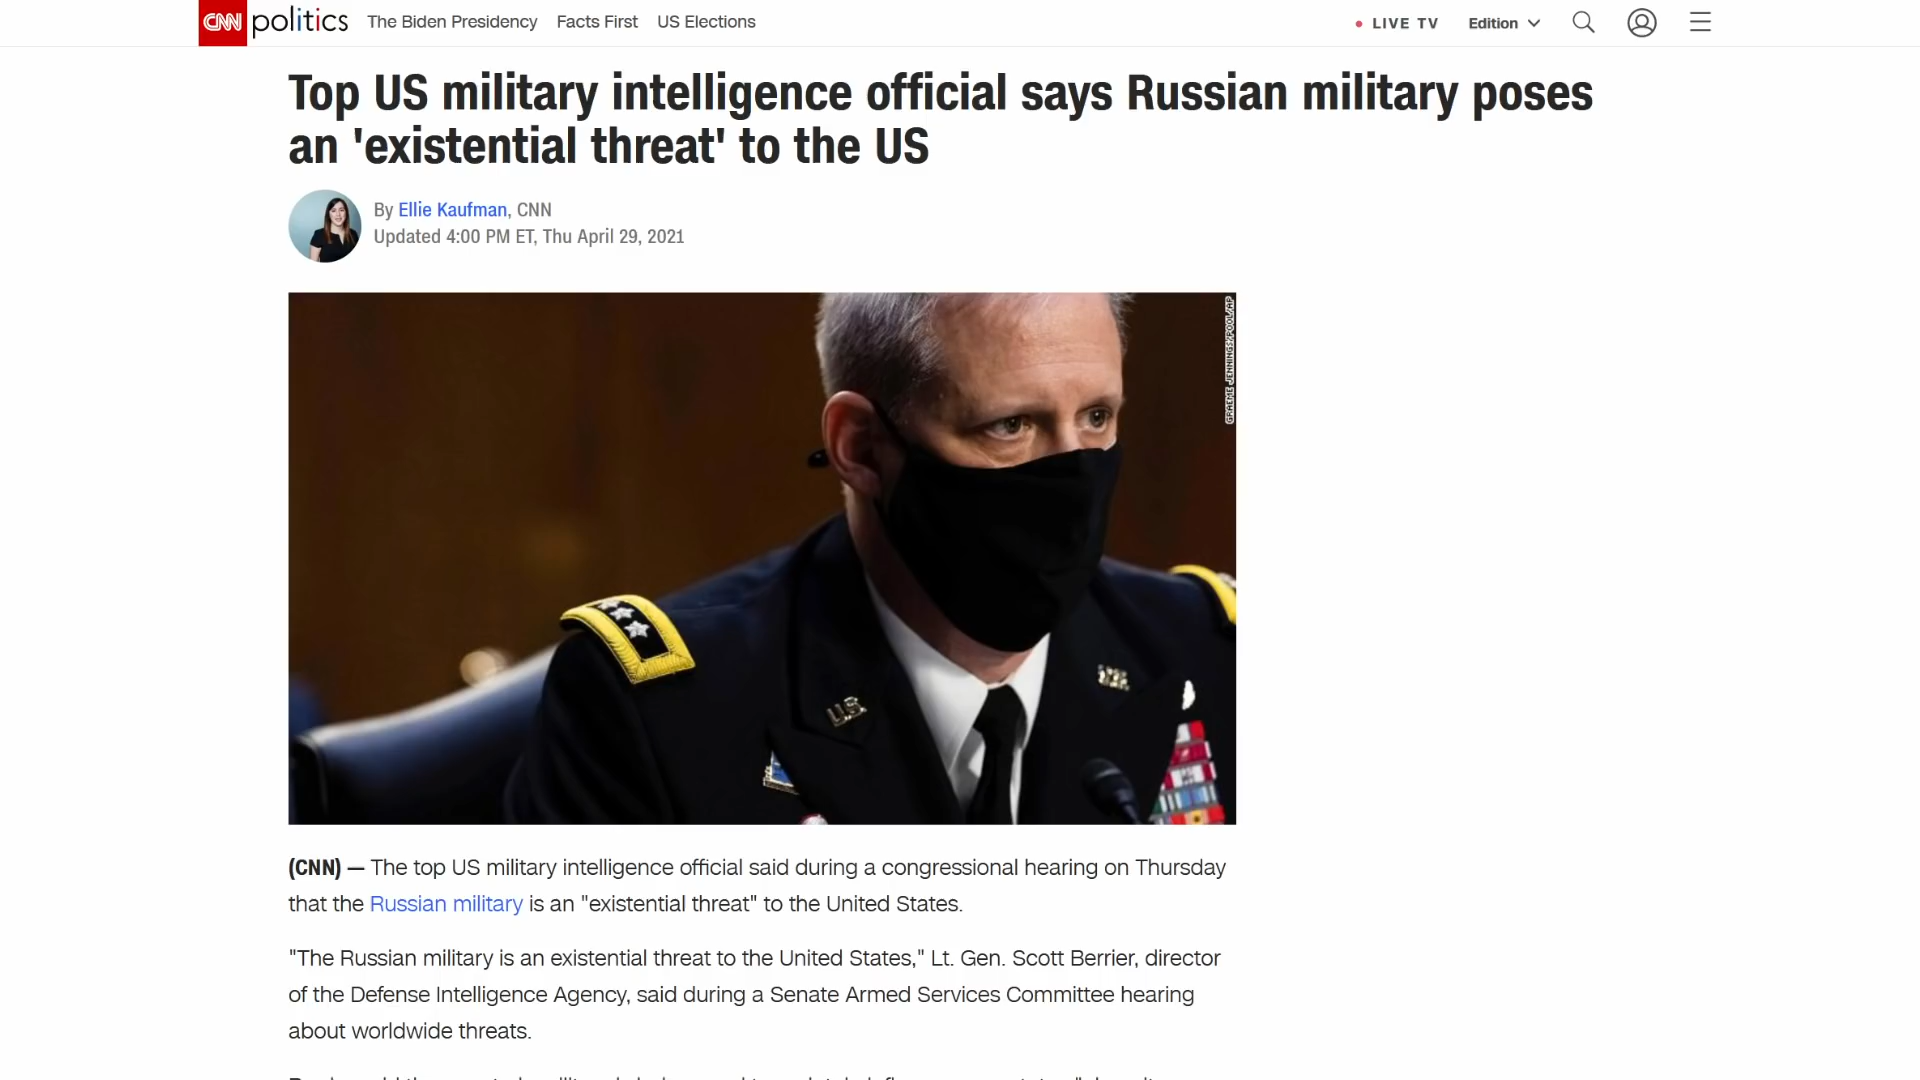 CNN politics The Biden Presidency Facts First US Elections LIVE TV Edition
Top US military intelligence official says Russian military poses
an 'existential threat' to the US
By Ellie Kaufman, CNN
Updated 4:00 PM ET, Thu April 29, 2021
GRAEME JENNINGS/POOL/AP
U.S.
U.S.
(CNN) — The top US military intelligence official said during a congressional hearing on Thursday
that the Russian military is an "existential threat" to the United States.
"The Russian military is an existential threat to the United States," Lt. Gen. Scott Berrier, director
of the Defense Intelligence Agency, said during a Senate Armed Services Committee hearing
about worldwide threats.